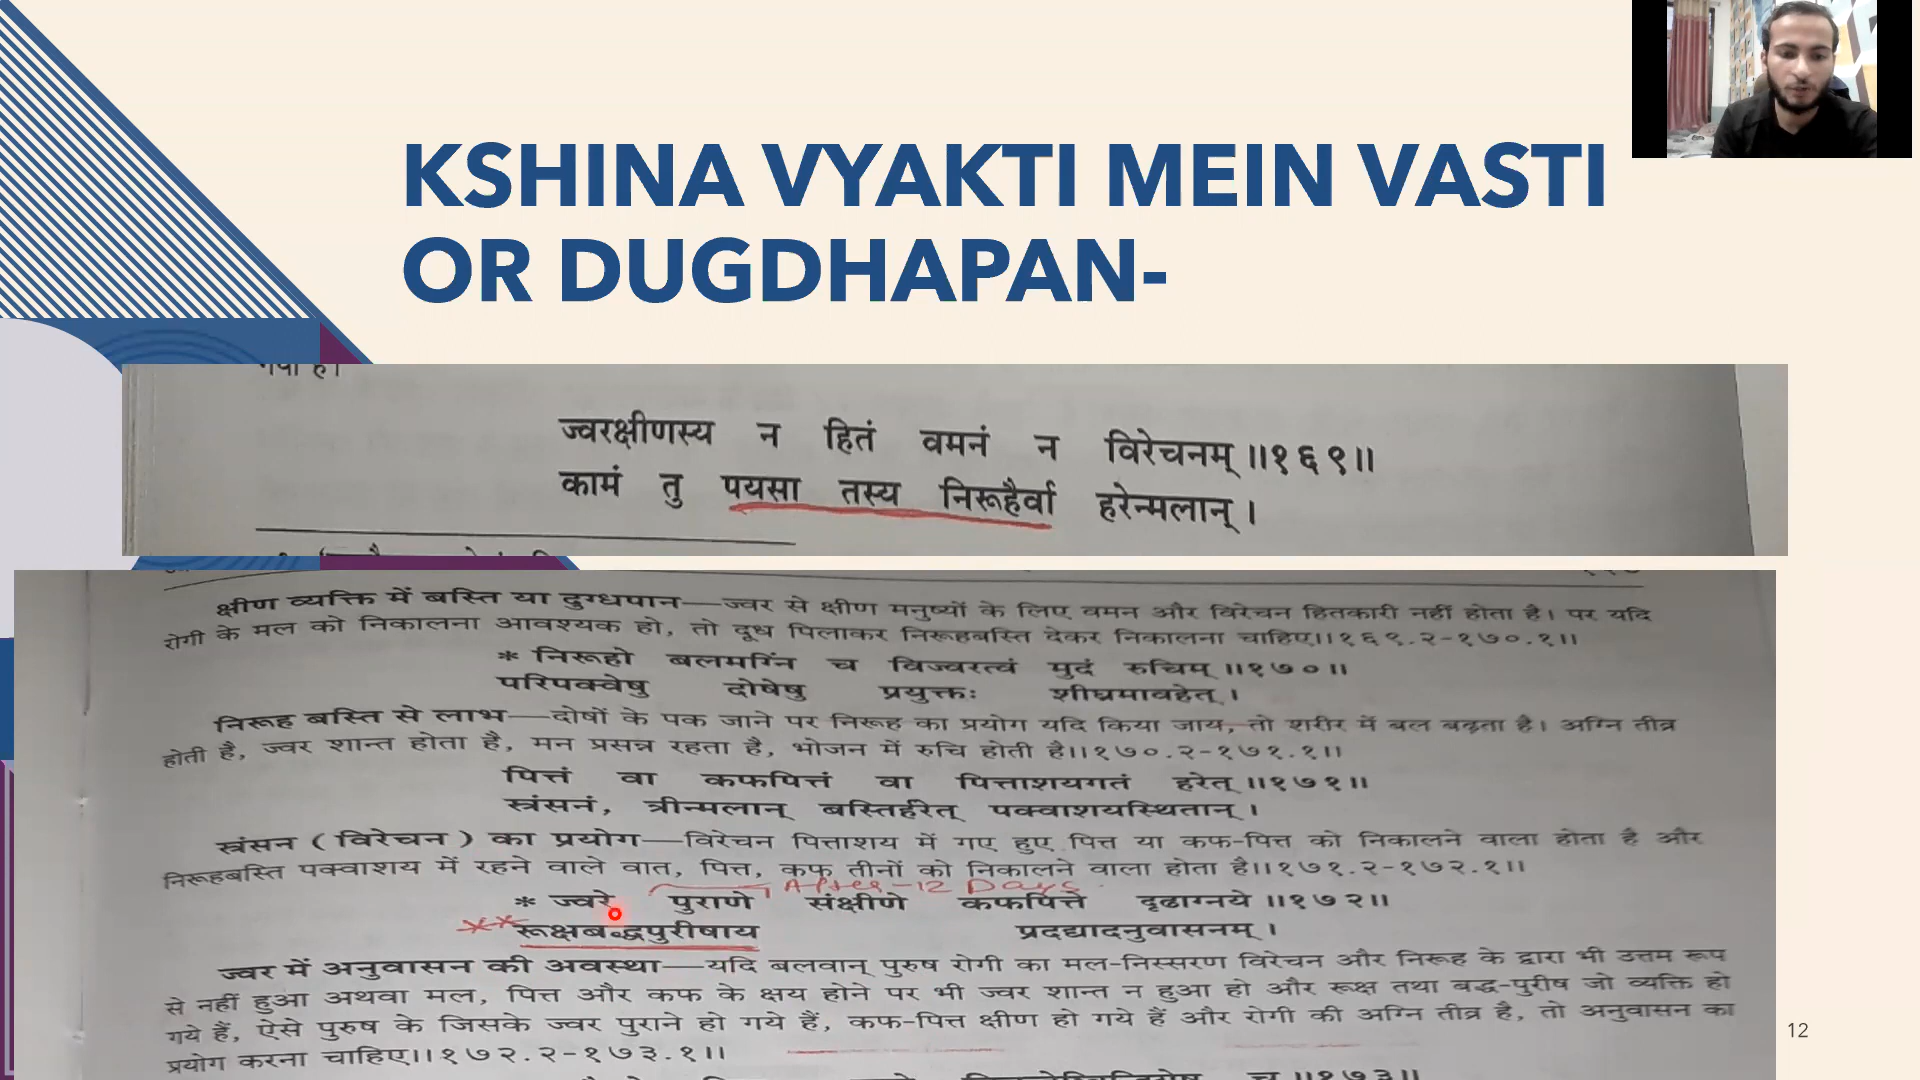 KSHINA VYAKTI MEIN VASTI
OR DUGDHAPAN-
गया है।
ज्वरक्षीणस्य न हितं वमनं न विरेचनम्॥१६९॥
कामं तु पयसा तस्य निरूहैर्वा हरेन्मलान्।
क्षीण व्यक्ति में बस्ति या दुग्धपान—ज्वर से क्षीण मनुष्यों के लिए वमन और विरेचन हितकारी नहीं होता है। पर यदि
रोगी के मल को निकालना आवश्यक हो, तो दूध पिलाकर निरूहबस्ति देकर निकालना चाहिए॥१६९.२-१७०.१॥
* निरूहो बलमग्निं च विज्वरत्वं मुदं रुचिम्॥१७०॥
परिपक्वेषु दोषेषु प्रयुक्तः शीघ्रमावहेत्।
निरूह बस्ति से लाभ—दोषों के पक जाने पर निरूह का प्रयोग यदि किया जाय, तो शरीर में बल बढ़ता है। अग्नि तीव्र
होती है, ज्वर शान्त होता है, मन प्रसन्न रहता है, भोजन में रुचि होती है॥१७०.२-१७१.१॥
पित्तं वा कफपित्तं वा पित्ताशयगतं हरेत्॥१७१॥
स्त्रंसनं, त्रीन्मलान् बस्तिर्हरेत् पक्वाशयस्थितान्।
स्त्रंसन (विरेचन) का प्रयोग—विरेचन पित्ताशय में गए हुए पित्त या कफ-पित्त को निकालने वाला होता है और
निरूहबस्ति पक्वाशय में रहने वाले वात, पित्त, कफ तीनों को निकालने वाला होता है॥१७१.२-१७२.१॥
After-12 Days
* ज्वरे पुराणे संक्षीणे कफपित्ते दृढाग्नये॥१७२॥
** रूक्षबद्धपुरीषाय प्रदद्यादनुवासनम्।
ज्वर में अनुवासन की अवस्था—यदि बलवान् पुरुष रोगी का मल-निस्सरण विरेचन और निरूह के द्वारा भी उत्तम रूप
से नहीं हुआ अथवा मल, पित्त और कफ के क्षय होने पर भी ज्वर शान्त न हुआ हो और रूक्ष तथा बद्ध-पुरीष जो व्यक्ति हो
गये हैं, ऐसे पुरुष के जिसके ज्वर पुराने हो गये हैं, कफ-पित्त क्षीण हो गये हैं और रोगी की अग्नि तीव्र है, तो अनुवासन का
प्रयोग करना चाहिए॥१७२.२-१७३.१॥
च॥१७३॥
12